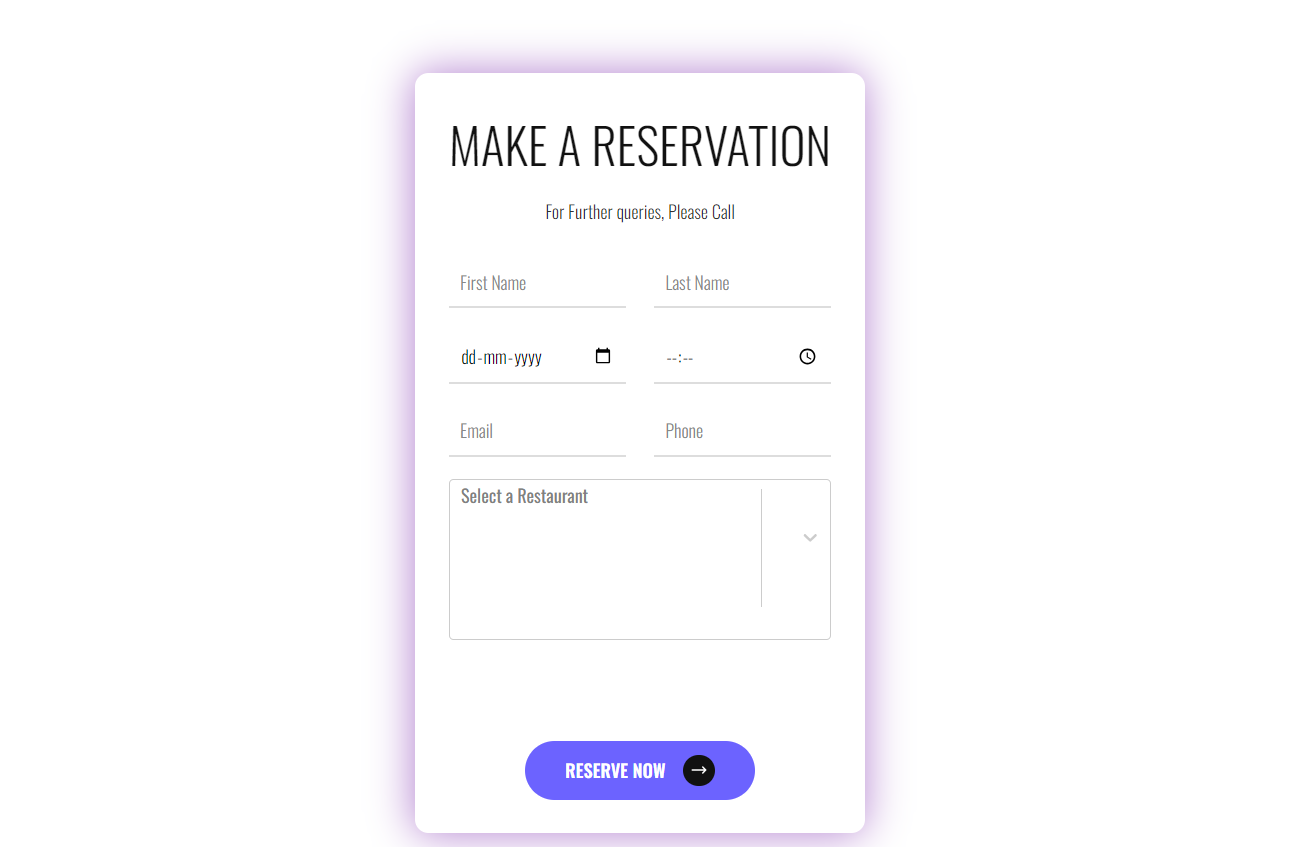 MAKE A RESERVATION
For Further queries, Please Call
First Name
Last Name
dd-mm-yyyy
--:--
Email
Phone
Select a Restaurant
RESERVE NOW